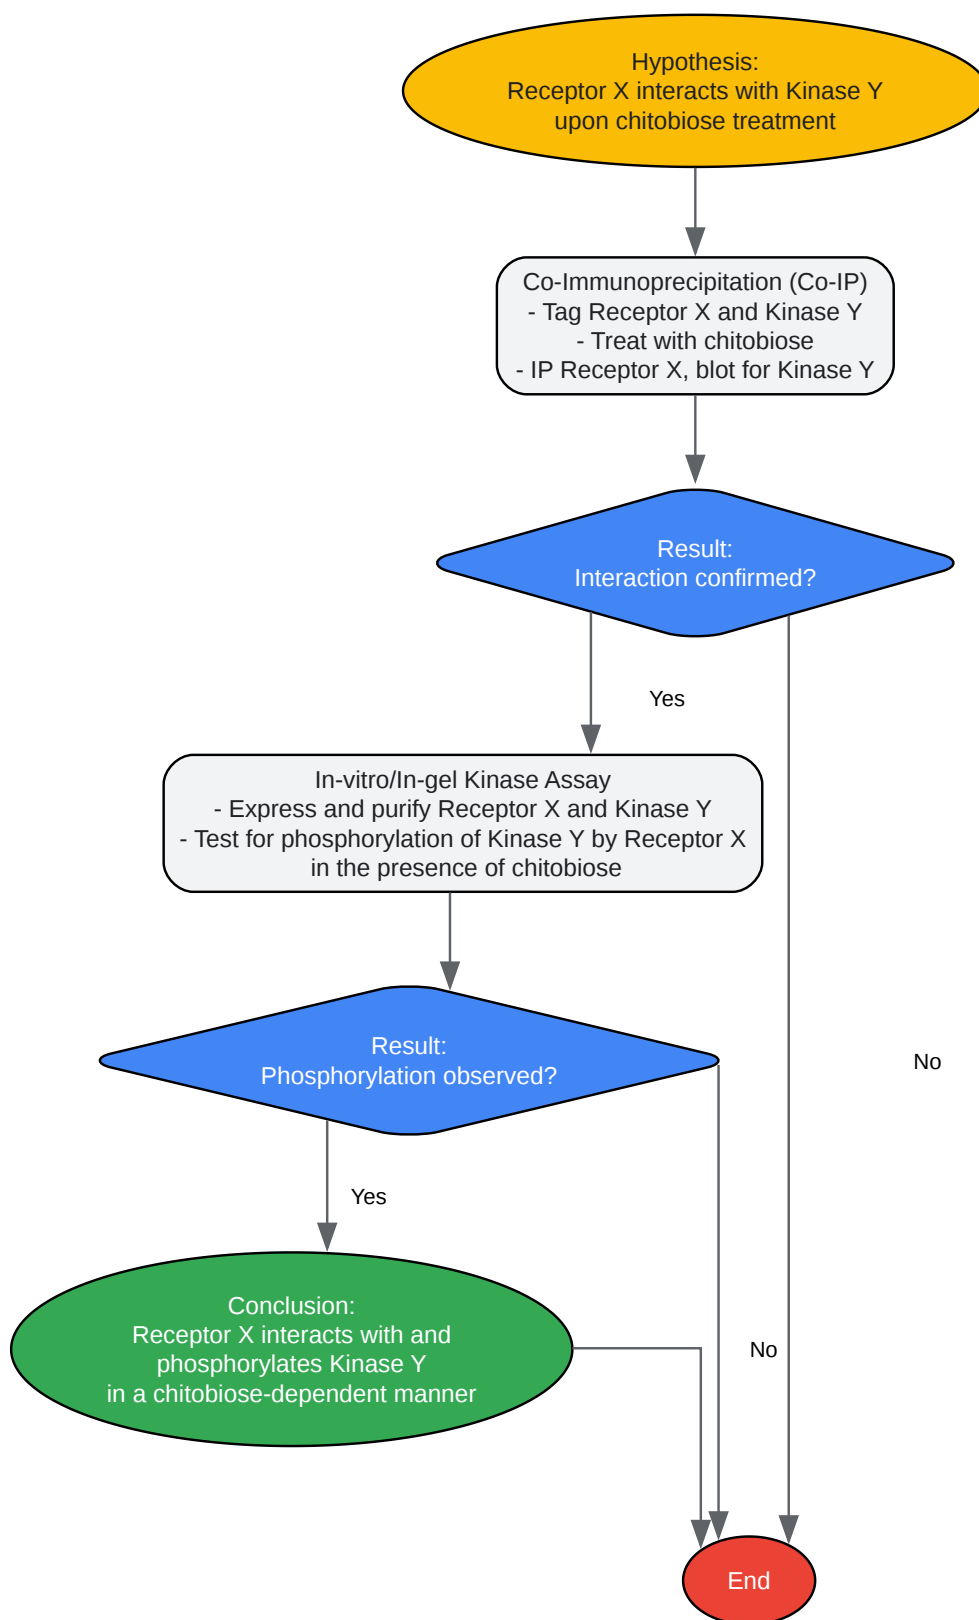 Hypothesis:
Receptor X interacts with Kinase Y
upon chitobiose treatment
Co-Immunoprecipitation (Co-IP)
- Tag Receptor X and Kinase Y
- Treat with chitobiose
- IP Receptor X, blot for Kinase Y
Result:
Interaction confirmed?
Yes
In-vitro/In-gel Kinase Assay
- Express and purify Receptor X and Kinase Y
- Test for phosphorylation of Kinase Y by Receptor X
in the presence of chitobiose
Result:
Phosphorylation observed?
No
Yes
Conclusion:
Receptor X interacts with and
phosphorylates Kinase Y
in a chitobiose-dependent manner
No
End